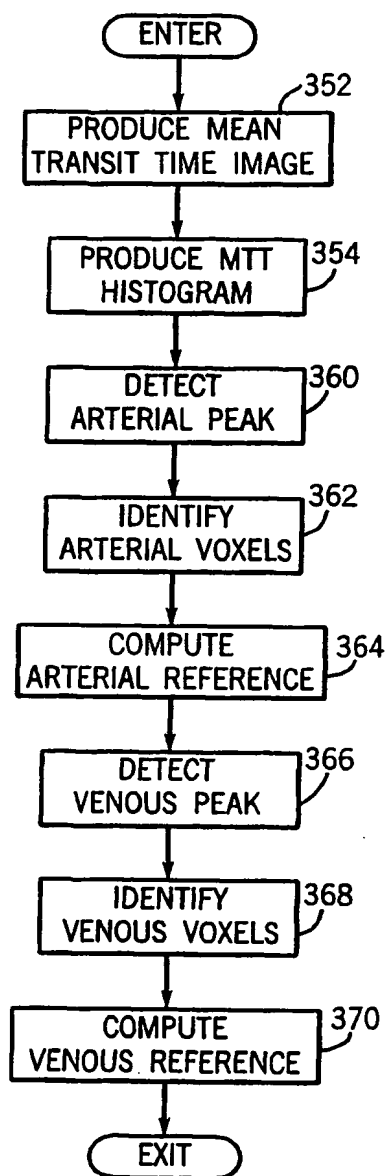 ENTER
352
PRODUCE MEAN
TRANSIT TIME IMAGE
354
PRODUCE MTT
HISTOGRAM
360
DETECT
ARTERIAL PEAK
362
IDENTIFY
ARTERIAL VOXELS
364
COMPUTE
ARTERIAL REFERENCE
366
DETECT
VENOUS PEAK
368
IDENTIFY
VENOUS VOXELS
370
COMPUTE
VENOUS REFERENCE
EXIT